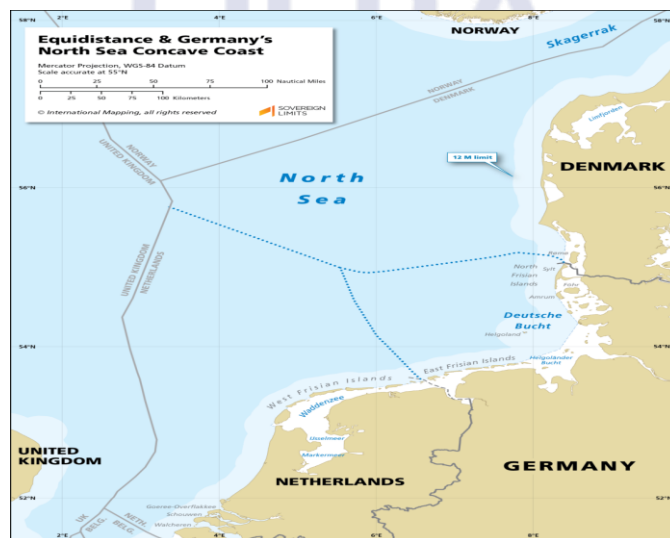 Equidistance & Germany's
North Sea Concave Coast
Mercator Projection, WGS-84 Datum
Scale accurate at 55°N
0 25 50 75 100 Nautical Miles
0 25 50 75 100 Kilometers
© International Mapping, all rights reserved
SOVEREIGN
LIMITS
2°E
4°E
6°E
8°E
58°N
58°N
NORWAY
Skagerrak
NORWAY
DENMARK
Limfjorden
NORWAY
UNITED KINGDOM
12 M limit
DENMARK
North
Sea
56°N
56°N
UNITED KINGDOM
NETHERLANDS
Rømø
Sylt
North
Frisian
Islands
Föhr
Amrum
Deutsche
Bucht
Helgoland
54°N
54°N
Helgoländer
Bucht
East Frisian Islands
West Frisian Islands
Waddenzee
IJsselmeer
Markermeer
UNITED
KINGDOM
GERMANY
NETHERLANDS
52°N
52°N
Goeree-Overflakkee
Schouwen
Walcheren
UK
BELG.
NETH.
BELG.
2°E
4°E
6°E
8°E